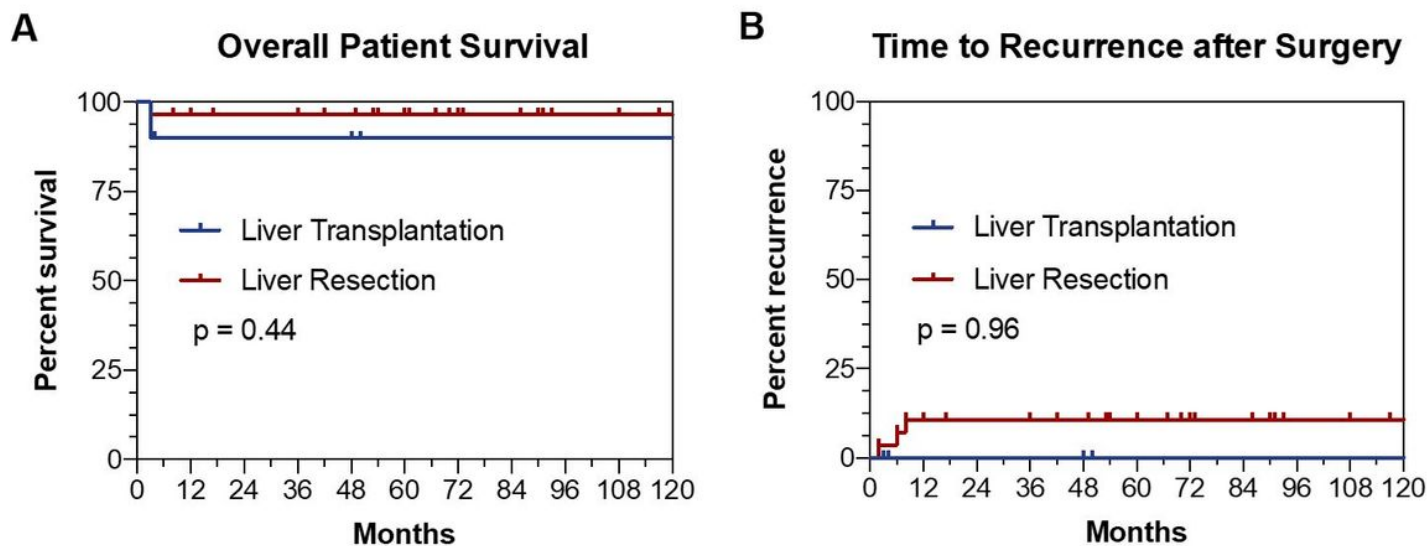 A
Overall Patient Survival
Percent survival
100
75
50
25
0
Liver Transplantation
Liver Resection
p = 0.44
0 12 24 36 48 60 72 84 96 108 120
Months
B
Time to Recurrence after Surgery
Percent recurrence
100
75
50
25
0
Liver Transplantation
Liver Resection
p = 0.96
0 12 24 36 48 60 72 84 96 108 120
Months